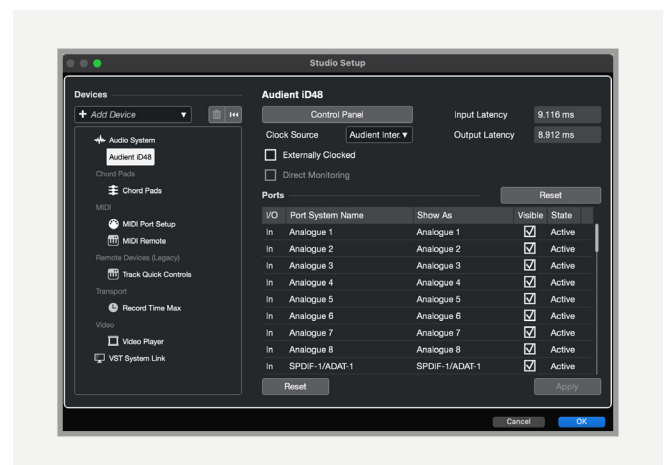 Studio Setup
Devices
+ Add Device
Audio System
Audient iD48
Chord Pads
Chord Pads
MIDI
MIDI Port Setup
MIDI Remote
Remote Devices (Legacy)
Track Quick Controls
Transport
Record Time Max
Video
Video Player
VST System Link
Audient iD48
Control Panel Input Latency 9.116 ms
Clock Source Audient Inter. Output Latency 8.912 ms
Externally Clocked
Direct Monitoring
Ports Reset
I/O Port System Name Show As Visible State
In Analogue 1 Analogue 1 Active
In Analogue 2 Analogue 2 Active
In Analogue 3 Analogue 3 Active
In Analogue 4 Analogue 4 Active
In Analogue 5 Analogue 5 Active
In Analogue 6 Analogue 6 Active
In Analogue 7 Analogue 7 Active
In Analogue 8 Analogue 8 Active
In SPDIF-1/ADAT-1 SPDIF-1/ADAT-1 Active
Reset Apply
Cancel OK